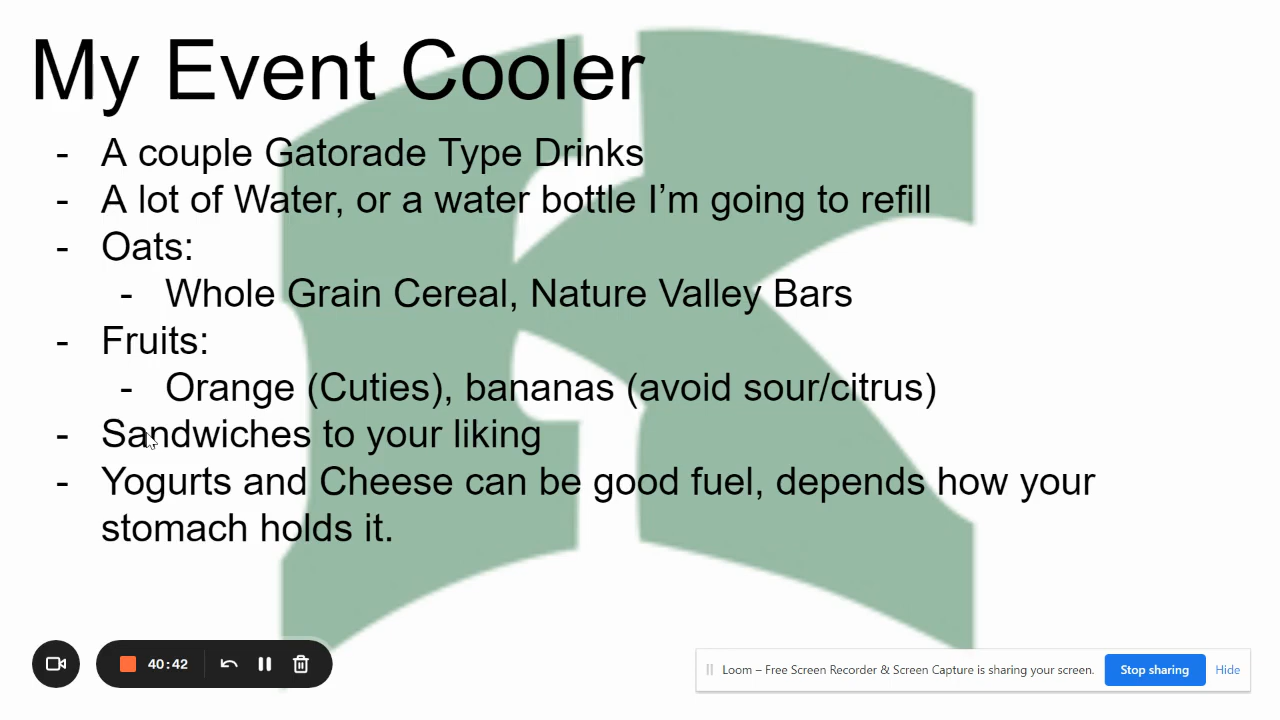 My Event Cooler
- A couple Gatorade Type Drinks
- A lot of Water, or a water bottle I’m going to refill
- Oats:
- Whole Grain Cereal, Nature Valley Bars
- Fruits:
- Orange (Cuties), bananas (avoid sour/citrus)
- Sandwiches to your liking
- Yogurts and Cheese can be good fuel, depends how your
stomach holds it.
40:42
Loom – Free Screen Recorder & Screen Capture is sharing your screen.
Stop sharing
Hide